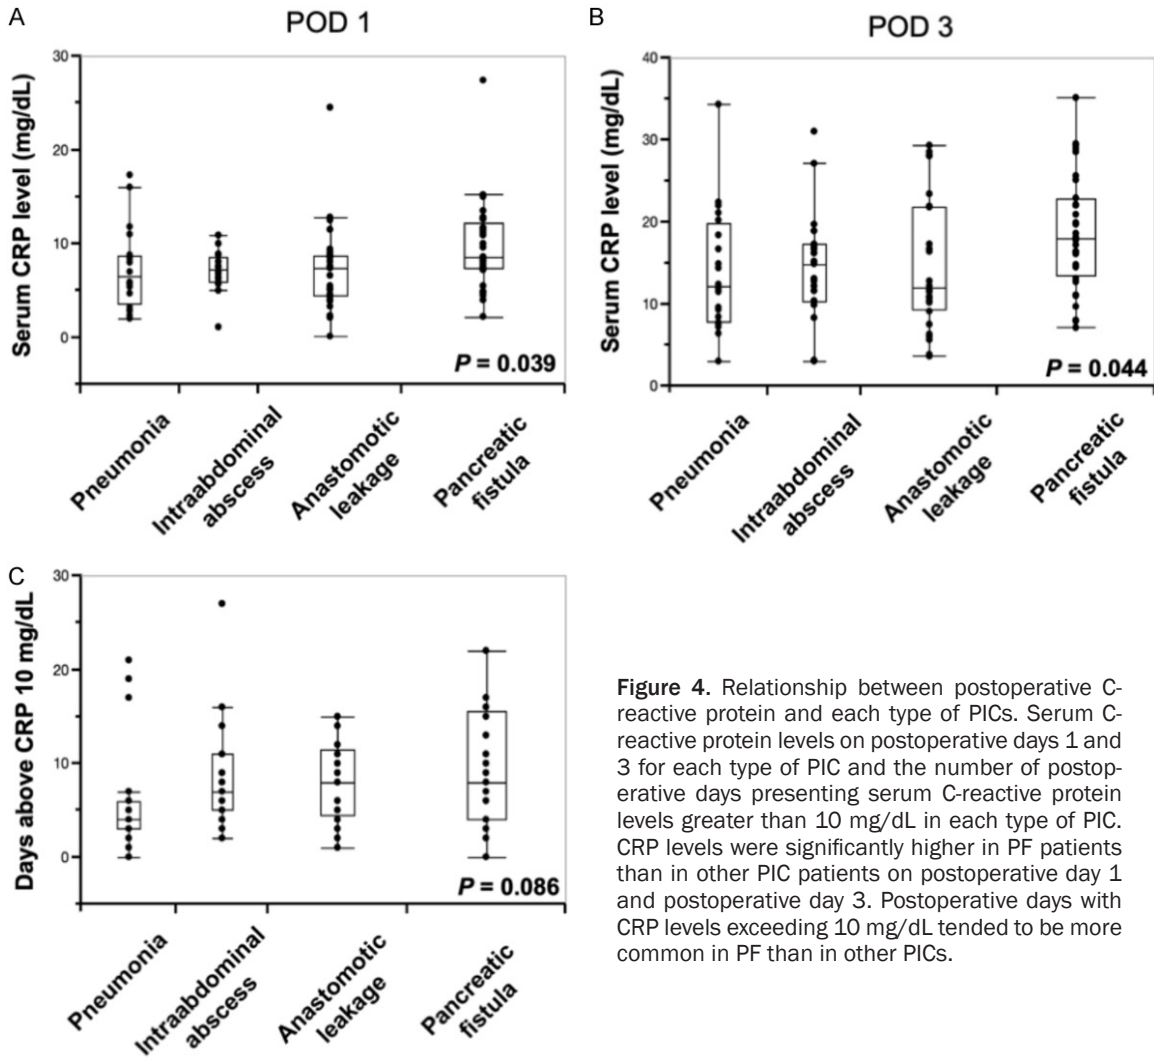 A
POD 1
Serum CRP level (mg/dL)
30
20
10
0
P = 0.039
Pneumonia
Intraabdominal
abscess
Anastomotic
leakage
Pancreatic
fistula
B
POD 3
Serum CRP level (mg/dL)
40
30
20
10
0
P = 0.044
Pneumonia
Intraabdominal
abscess
Anastomotic
leakage
Pancreatic
fistula
C
Days above CRP 10 mg/dL
30
20
10
0
P = 0.086
Pneumonia
Intraabdominal
abscess
Anastomotic
leakage
Pancreatic
fistula
Figure 4. Relationship between postoperative C-
reactive protein and each type of PICs. Serum C-
reactive protein levels on postoperative days 1 and
3 for each type of PIC and the number of postop-
erative days presenting serum C-reactive protein
levels greater than 10 mg/dL in each type of PIC.
CRP levels were significantly higher in PF patients
than in other PIC patients on postoperative day 1
and postoperative day 3. Postoperative days with
CRP levels exceeding 10 mg/dL tended to be more
common in PF than in other PICs.